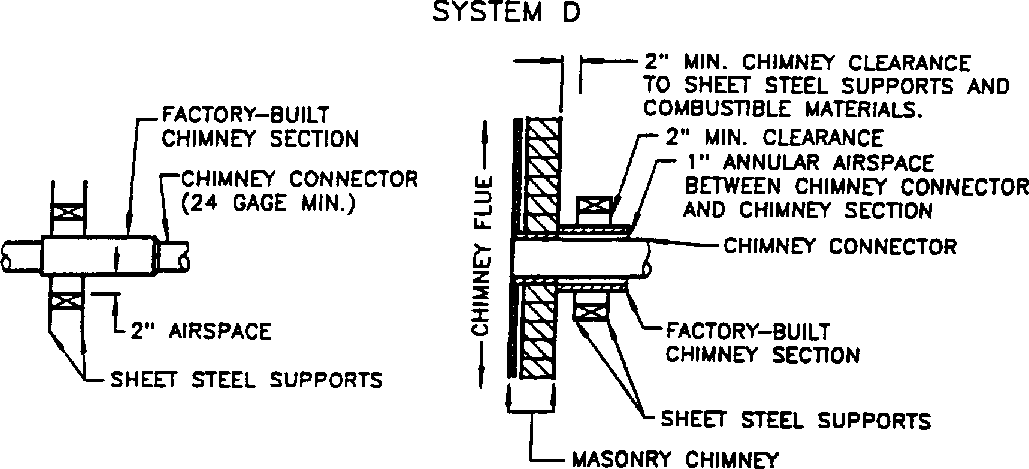 SYSTEM D
FACTORY-BUILT
CHIMNEY SECTION
CHIMNEY CONNECTOR
(24 GAGE MIN.)
2" AIRSPACE
SHEET STEEL SUPPORTS
2" MIN. CHIMNEY CLEARANCE
TO SHEET STEEL SUPPORTS AND
COMBUSTIBLE MATERIALS.
2" MIN. CLEARANCE
1" ANNULAR AIRSPACE
BETWEEN CHIMNEY CONNECTOR
AND CHIMNEY SECTION
CHIMNEY CONNECTOR
CHIMNEY FLUE
FACTORY-BUILT
CHIMNEY SECTION
SHEET STEEL SUPPORTS
MASONRY CHIMNEY